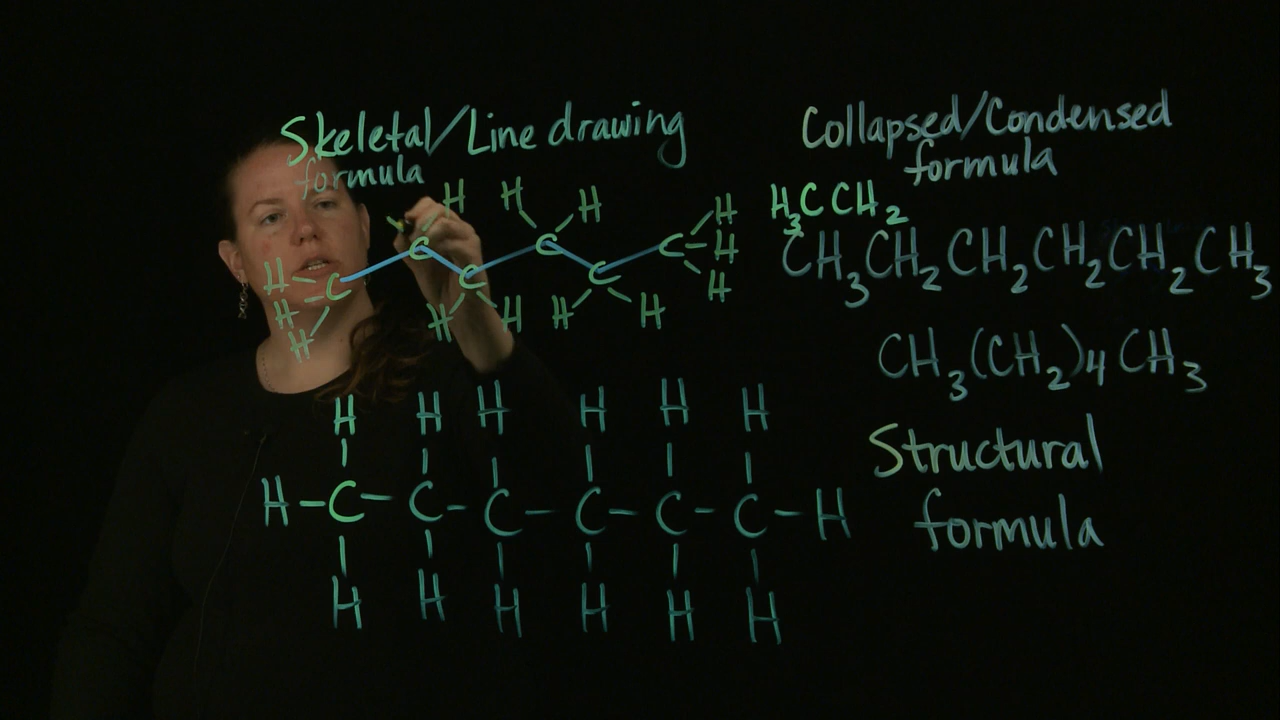 Skeletal/Line drawing
formula
H H H
C C C H
H C C C H
H H
H H H H H
H H H H H H
H-C-C-C-C-C-C-H
H H H H H H
Collapsed/Condensed
formula
H₃CCH₂
CH₃CH₂CH₂CH₂CH₂CH₃
CH₃(CH₂)₄CH₃
Structural
formula